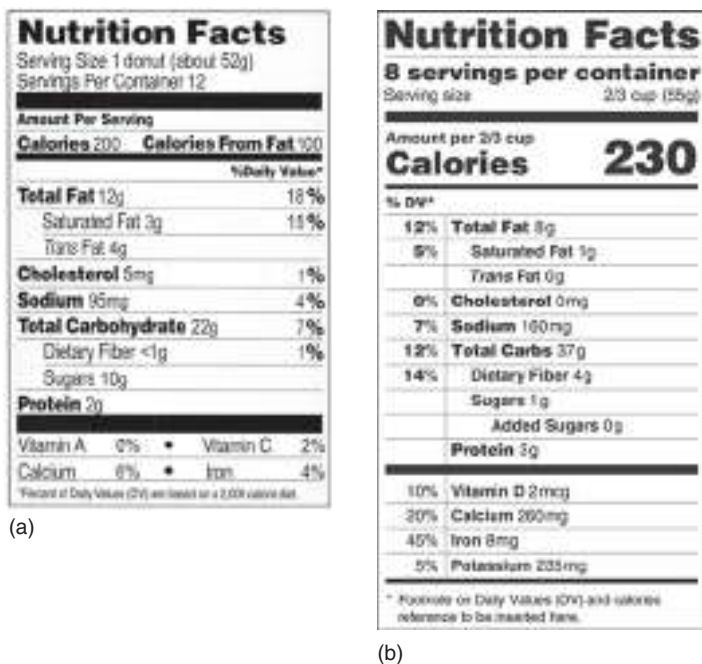 Nutrition Facts
Serving Size 1 donut (about 52g)
Servings Per Container 12
Amount Per Serving
Calories 200 Calories From Fat 100
%Daily Value*
Total Fat 12g 18%
Saturated Fat 3g 15%
Trans Fat 4g
Cholesterol 5mg 1%
Sodium 95mg 4%
Total Carbohydrate 22g 7%
Dietary Fiber <1g 1%
Sugars 10g
Protein 2g
Vitamin A 0% • Vitamin C 2%
Calcium 6% • Iron 4%
*Percent of Daily Values (DV) are based on a 2,000 calorie diet.
(a)
Nutrition Facts
8 servings per container
Serving size 2/3 cup (55g)
Amount per 2/3 cup
Calories 230
% DV*
12% Total Fat 8g
5% Saturated Fat 1g
Trans Fat 0g
0% Cholesterol 0mg
7% Sodium 160mg
12% Total Carbs 37g
14% Dietary Fiber 4g
Sugars 1g
Added Sugars 0g
Protein 3g
10% Vitamin D 2mcg
20% Calcium 260mg
45% Iron 8mg
5% Potassium 235mg
* Footnote on Daily Values (DV) and calories
reference to be inserted here.
(b)